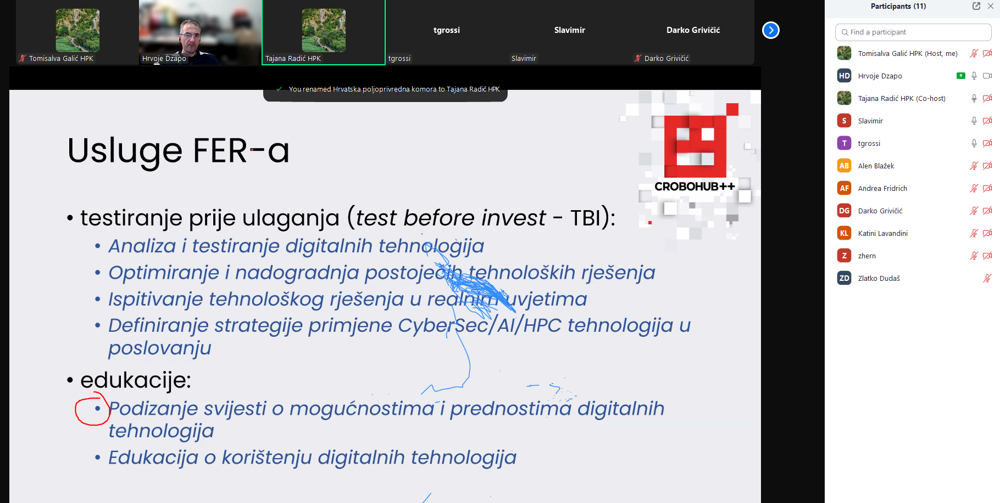 tgrossi
Slavimir
Darko Grivičić
Tomisalva Galić HPK
Hrvoje Dzapo
Tajana Radić HPK
tgrossi
Slavimir
Darko Grivičić
You renamed Hrvatska poljoprivredna komora to Tajana Radić HPK
Usluge FER-a
CROBOHUB++
• testiranje prije ulaganja (test before invest - TBI):
• Analiza i testiranje digitalnih tehnologija
• Optimiranje i nadogradnja postojećih tehnoloških rješenja
• Ispitivanje tehnološkog rješenja u realnim uvjetima
• Definiranje strategije primjene CyberSec/AI/HPC tehnologija u
poslovanju
• edukacije:
• Podizanje svijesti o mogućnostima i prednostima digitalnih
tehnologija
• Edukacija o korištenju digitalnih tehnologija
Participants (11)
Find a participant
Tomisalva Galić HPK (Host, me)
HD Hrvoje Dzapo
Tajana Radić HPK (Co-host)
S Slavimir
T tgrossi
AB Alen Blažek
AF Andrea Fridrich
DG Darko Grivičić
KL Katini Lavandini
Z zhern
ZD Zlatko Dudaš